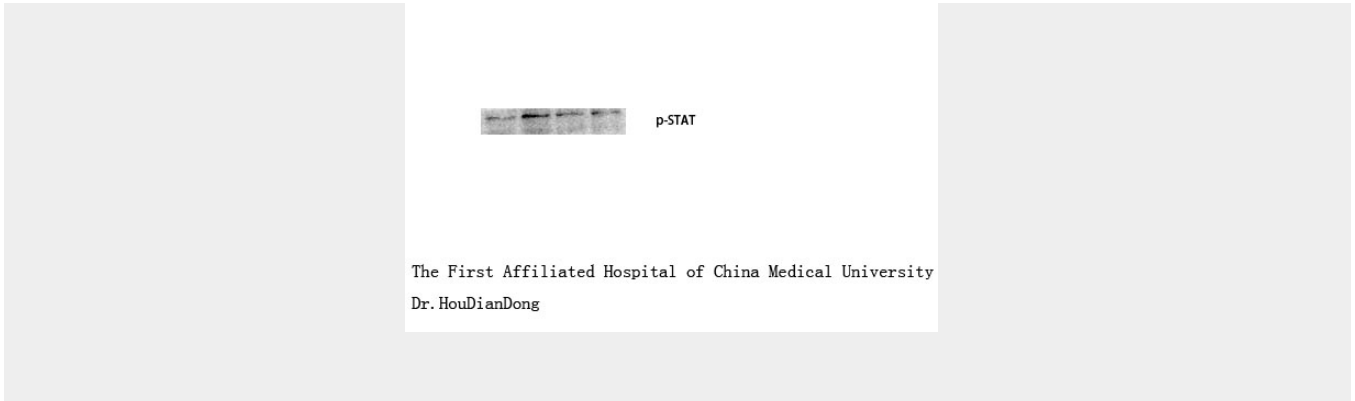 p-STAT
The First Affiliated Hospital of China Medical University
Dr.HouDianDong